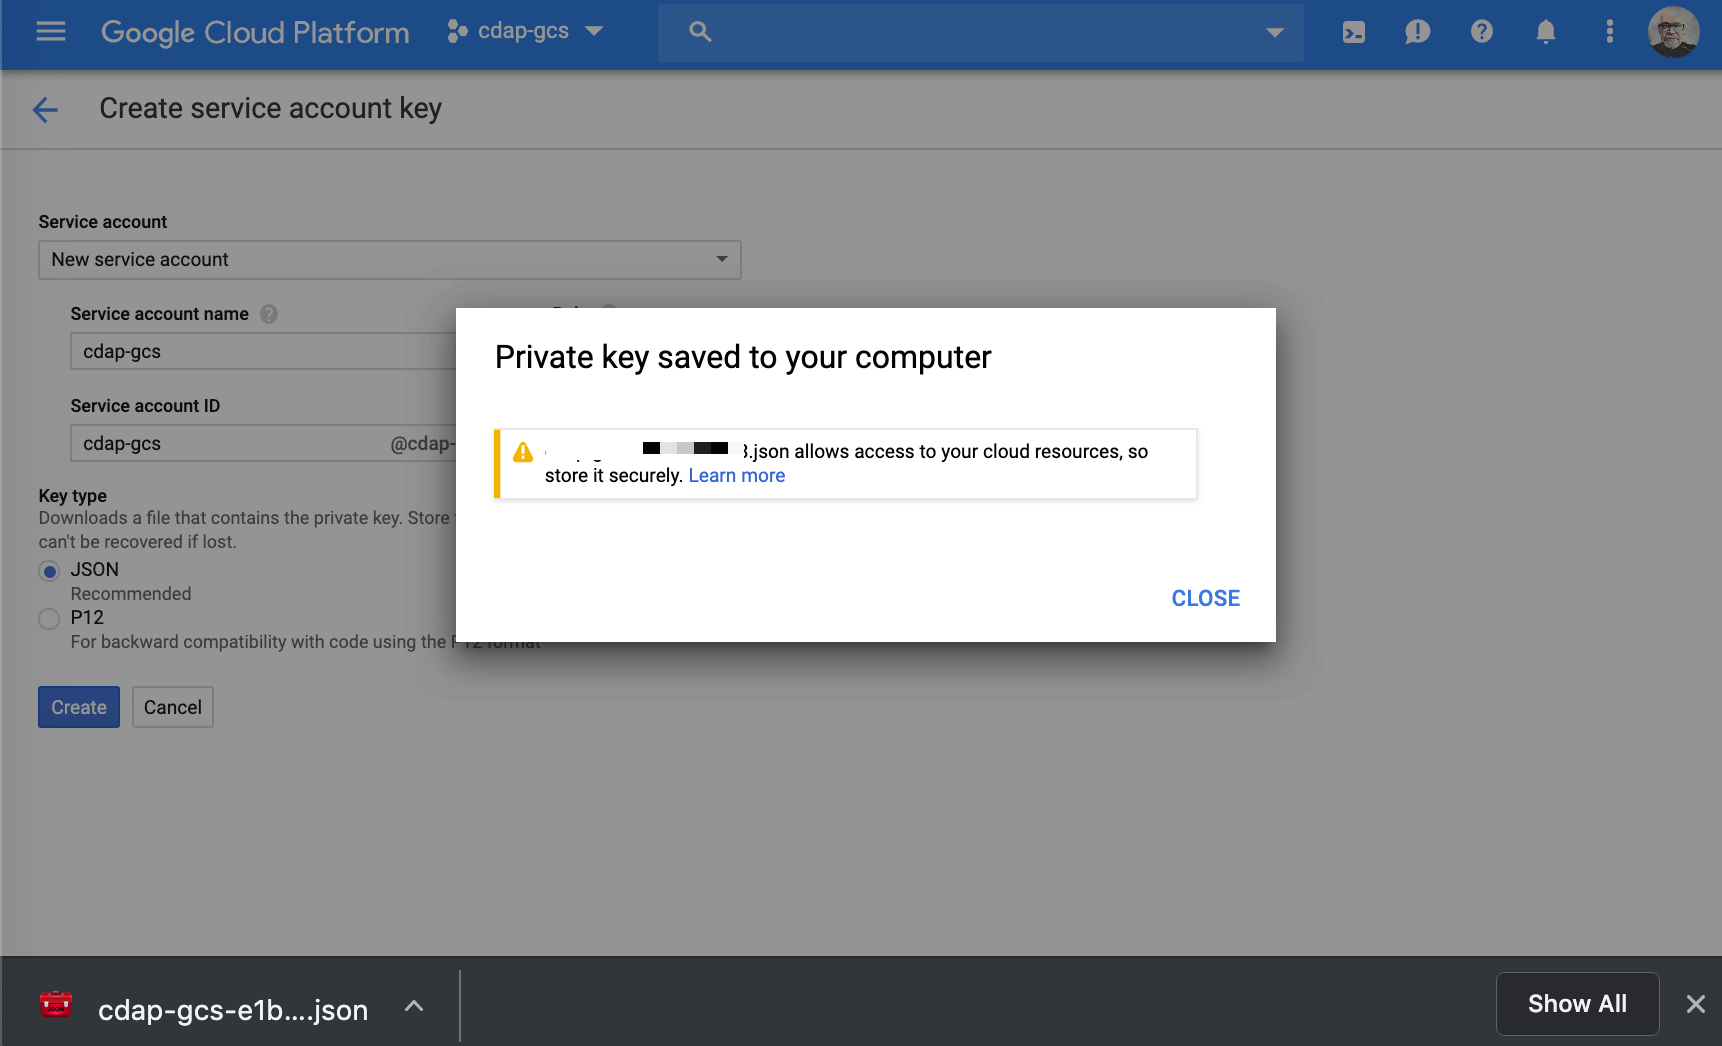 Google Cloud Platform
cdap-gcs
Create service account key
Service account
New service account
Service account name
cdap-gcs
Service account ID
cdap-gcs @cdap-
Key type
Downloads a file that contains the private key. Store
can't be recovered if lost.
JSON
Recommended
P12
For backward compatibility with code using the P12 format
Create
Cancel
Private key saved to your computer
.json allows access to your cloud resources, so
store it securely. Learn more
CLOSE
cdap-gcs-e1b....json
Show All